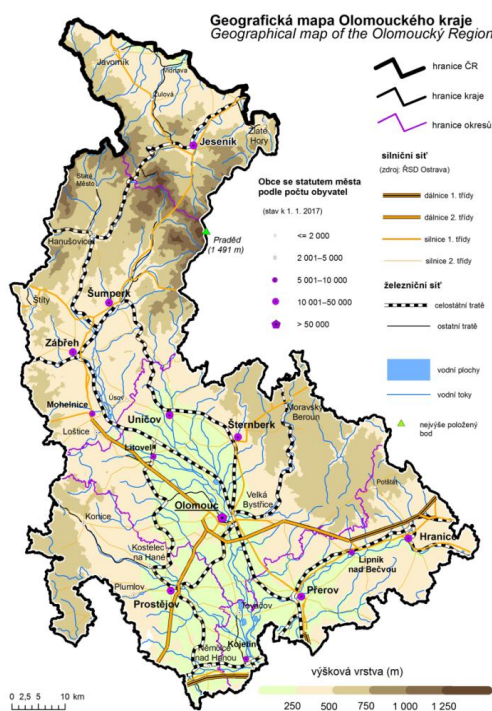 Geografická mapa Olomouckého kraje
Geographical map of the Olomoucký Region
hranice ČR
hranice kraje
hranice okresů
silniční síť
(zdroj: ŘSD Ostrava)
dálnice 1. třídy
dálnice 2. třídy
silnice 1. třídy
silnice 2. třídy
železniční síť
celostátní tratě
ostatní tratě
vodní plochy
vodní toky
nejvýše položený
bod
Obce se statutem města
podle počtu obyvatel
(stav k 1. 1. 2017)
<= 2 000
2 001–5 000
5 001–10 000
10 001–50 000
> 50 000
Javorník
Vidnava
Žulová
Jeseník
Zlaté
Hory
Staré
Město
Hanušovice
Praděd
(1 491 m)
Štíty
Šumperk
Zábřeh
Mohelnice
Úsov
Loštice
Uničov
Litovel
Šternberk
Moravský
Beroun
Olomouc
Velká
Bystřice
Potštát
Konice
Kostelec
na Hané
Hranice
Lipník
nad Bečvou
Plumlov
Prostějov
Přerov
Tovačov
Kojetín
Němčice
nad Hanou
výšková vrstva (m)
250 500 750 1000 1 250
0 2,5 5 10 km